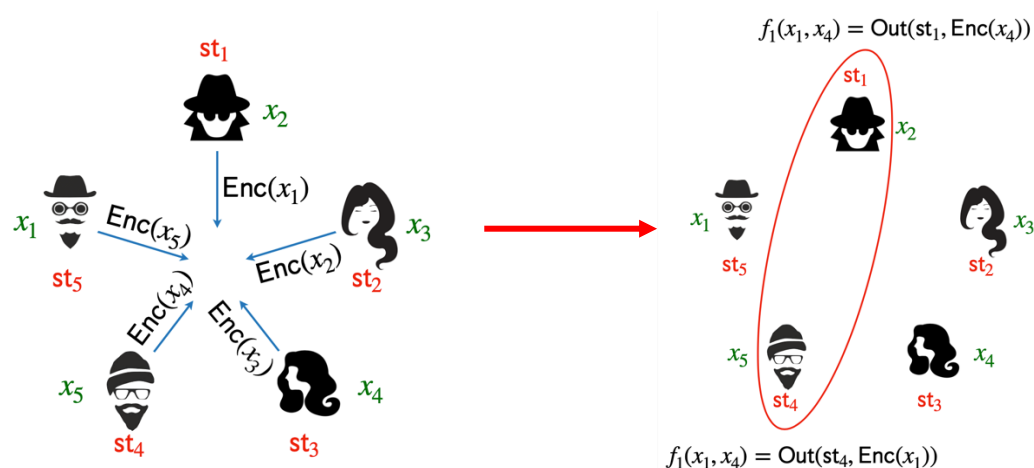 st₁
x₂
Enc(x₁)
x₁
Enc(x₅)
st₅
x₃
Enc(x₂)
st₂
Enc(x₄)
x₅
st₄
Enc(x₃)
x₄
st₃
f₁(x₁, x₄) = Out(st₁, Enc(x₄))
st₁
x₂
x₁
st₅
x₃
st₂
x₅
st₄
x₄
st₃
f₁(x₁, x₄) = Out(st₄, Enc(x₁))